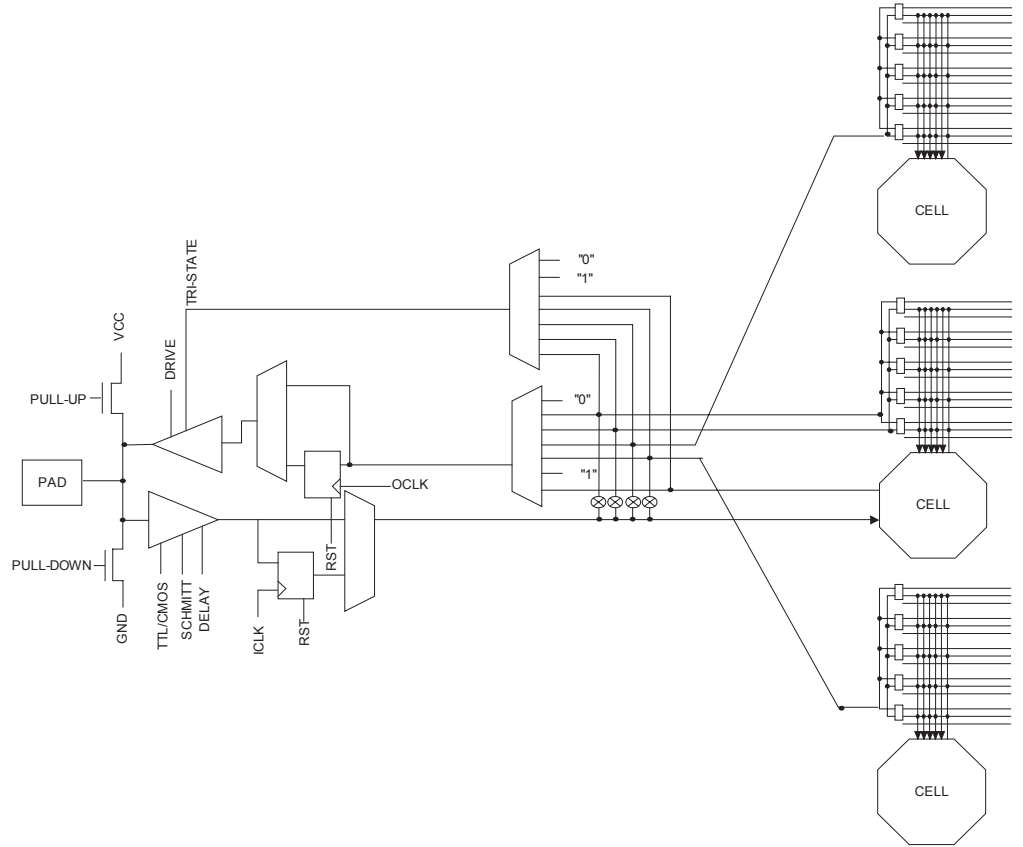 CELL
"0"
"1"
TRI-STATE
VCC
DRIVE
PULL-UP
"0"
PAD
"1"
OCLK
CELL
RST
PULL-DOWN
GND
TTL/CMOS
SCHMITT
DELAY
ICLK
RST
CELL